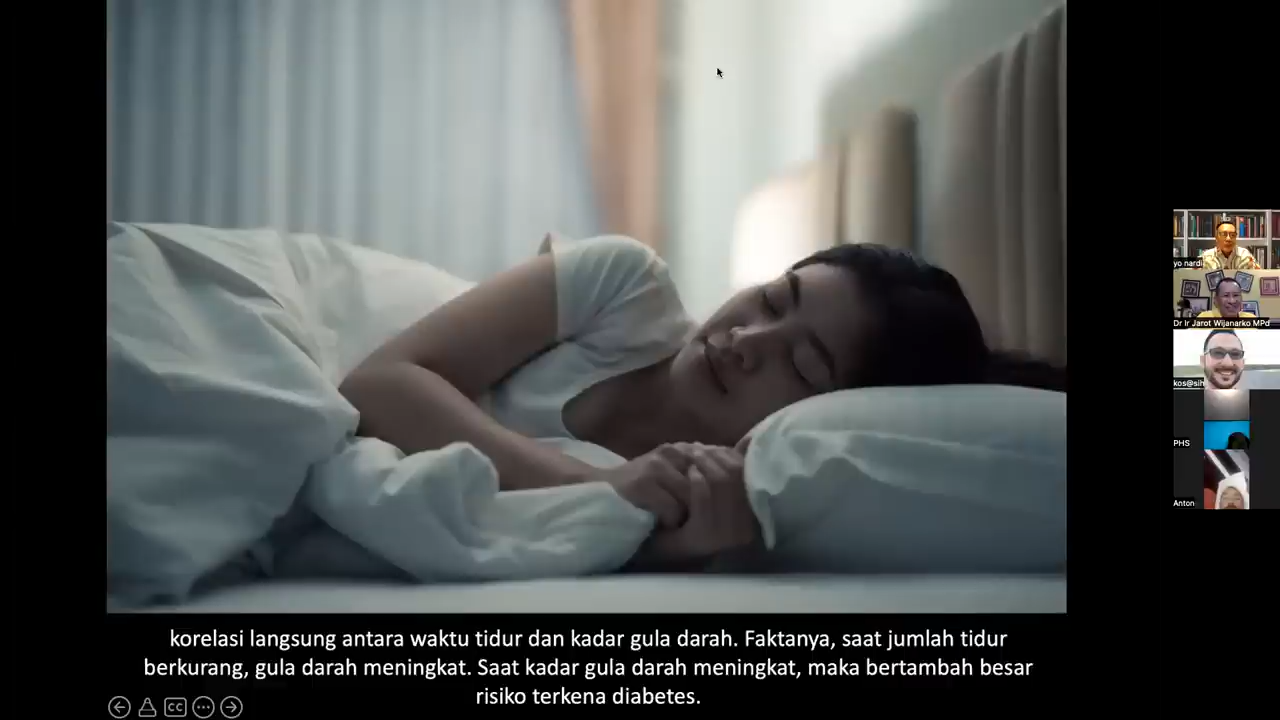 yo nardi
Dr Ir Jarot Wijanarko MPd
kos@sih
PHS
Anton
korelasi langsung antara waktu tidur dan kadar gula darah. Faktanya, saat jumlah tidur
berkurang, gula darah meningkat. Saat kadar gula darah meningkat, maka bertambah besar
risiko terkena diabetes.
CC